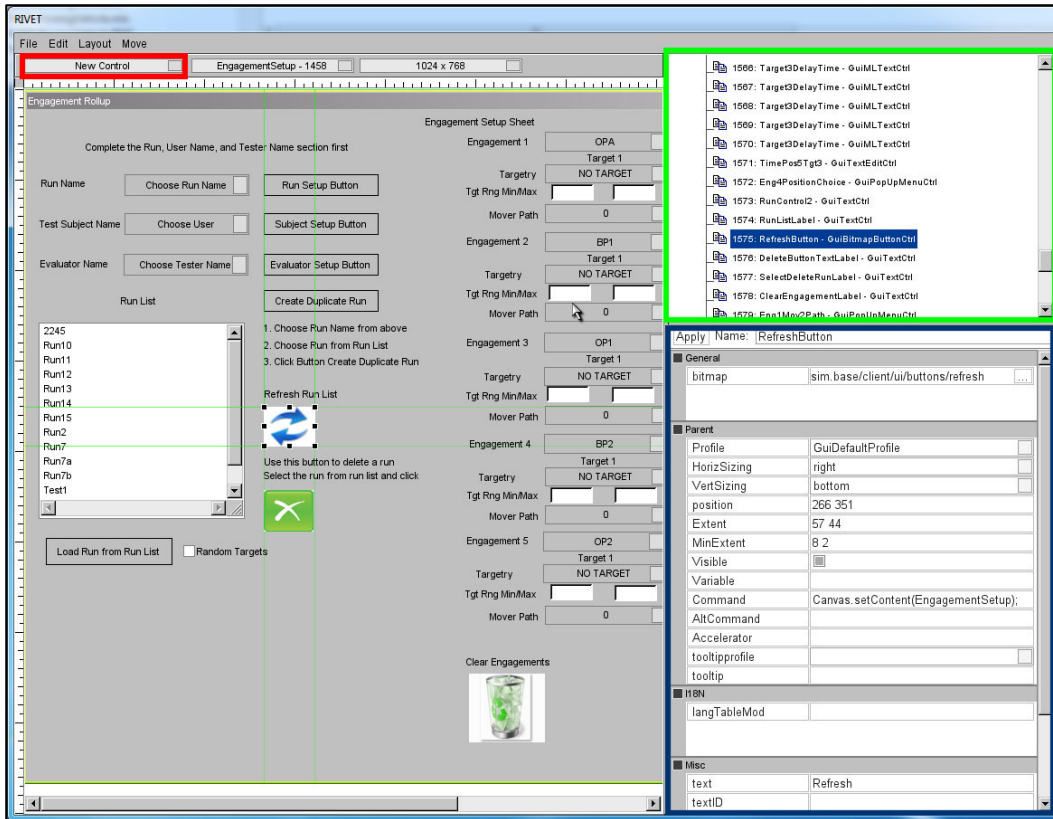 RIVET
File Edit Layout Move
New Control
EngagementSetup - 1458
1024 x 768
Engagement Rollup
Complete the Run, User Name, and Tester Name section first
Run Name
Choose Run Name
Run Setup Button
Test Subject Name
Choose User
Subject Setup Button
Evaluator Name
Choose Tester Name
Evaluator Setup Button
Run List
Create Duplicate Run
2245
Run10
Run11
Run12
Run13
Run14
Run15
Run2
Run7
Run7a
Run7b
Test1
1. Choose Run Name from above
2. Choose Run from Run List
3. Click Button Create Duplicate Run
Refresh Run List
Use this button to delete a run
Select the run from run list and click
Load Run from Run List
Random Targets
Engagement Setup Sheet
Engagement 1
OPA
Target 1
Targetry
NO TARGET
Tgt Rng Min/Max
Mover Path
0
Engagement 2
BP1
Target 1
Targetry
NO TARGET
Tgt Rng Min/Max
Mover Path
0
Engagement 3
OP1
Target 1
Targetry
NO TARGET
Tgt Rng Min/Max
Mover Path
0
Engagement 4
BP2
Target 1
Targetry
NO TARGET
Tgt Rng Min/Max
Mover Path
0
Engagement 5
OP2
Target 1
Targetry
NO TARGET
Tgt Rng Min/Max
Mover Path
0
Clear Engagements
1566: Target3DelayTime - GuiMLTextCtrl
1567: Target3DelayTime - GuiMLTextCtrl
1568: Target3DelayTime - GuiMLTextCtrl
1569: Target3DelayTime - GuiMLTextCtrl
1570: Target3DelayTime - GuiMLTextCtrl
1571: TimePos5Tgt3 - GuiTextEditCtrl
1572: Eng4PositionChoice - GuiPopUpMenuCtrl
1573: RunControl2 - GuiTextCtrl
1574: RunListLabel - GuiTextCtrl
1575: RefreshButton - GuiBitmapButtonCtrl
1576: DeleteButtonTextLabel - GuiTextCtrl
1577: SelectDeleteRunLabel - GuiTextCtrl
1578: ClearEngagementLabel - GuiTextCtrl
1579: Eng1Mov2Path - GuiPopUpMenuCtrl
Apply Name: RefreshButton
General
bitmap sim.base/client/ui/buttons/refresh ...
Parent
Profile GuiDefaultProfile
HorizSizing right
VertSizing bottom
position 266 351
Extent 57 44
MinExtent 8 2
Visible
Variable
Command Canvas.setContent(EngagementSetup);
AltCommand
Accelerator
tooltipprofile
tooltip
I18N
langTableMod
Misc
text Refresh
textID